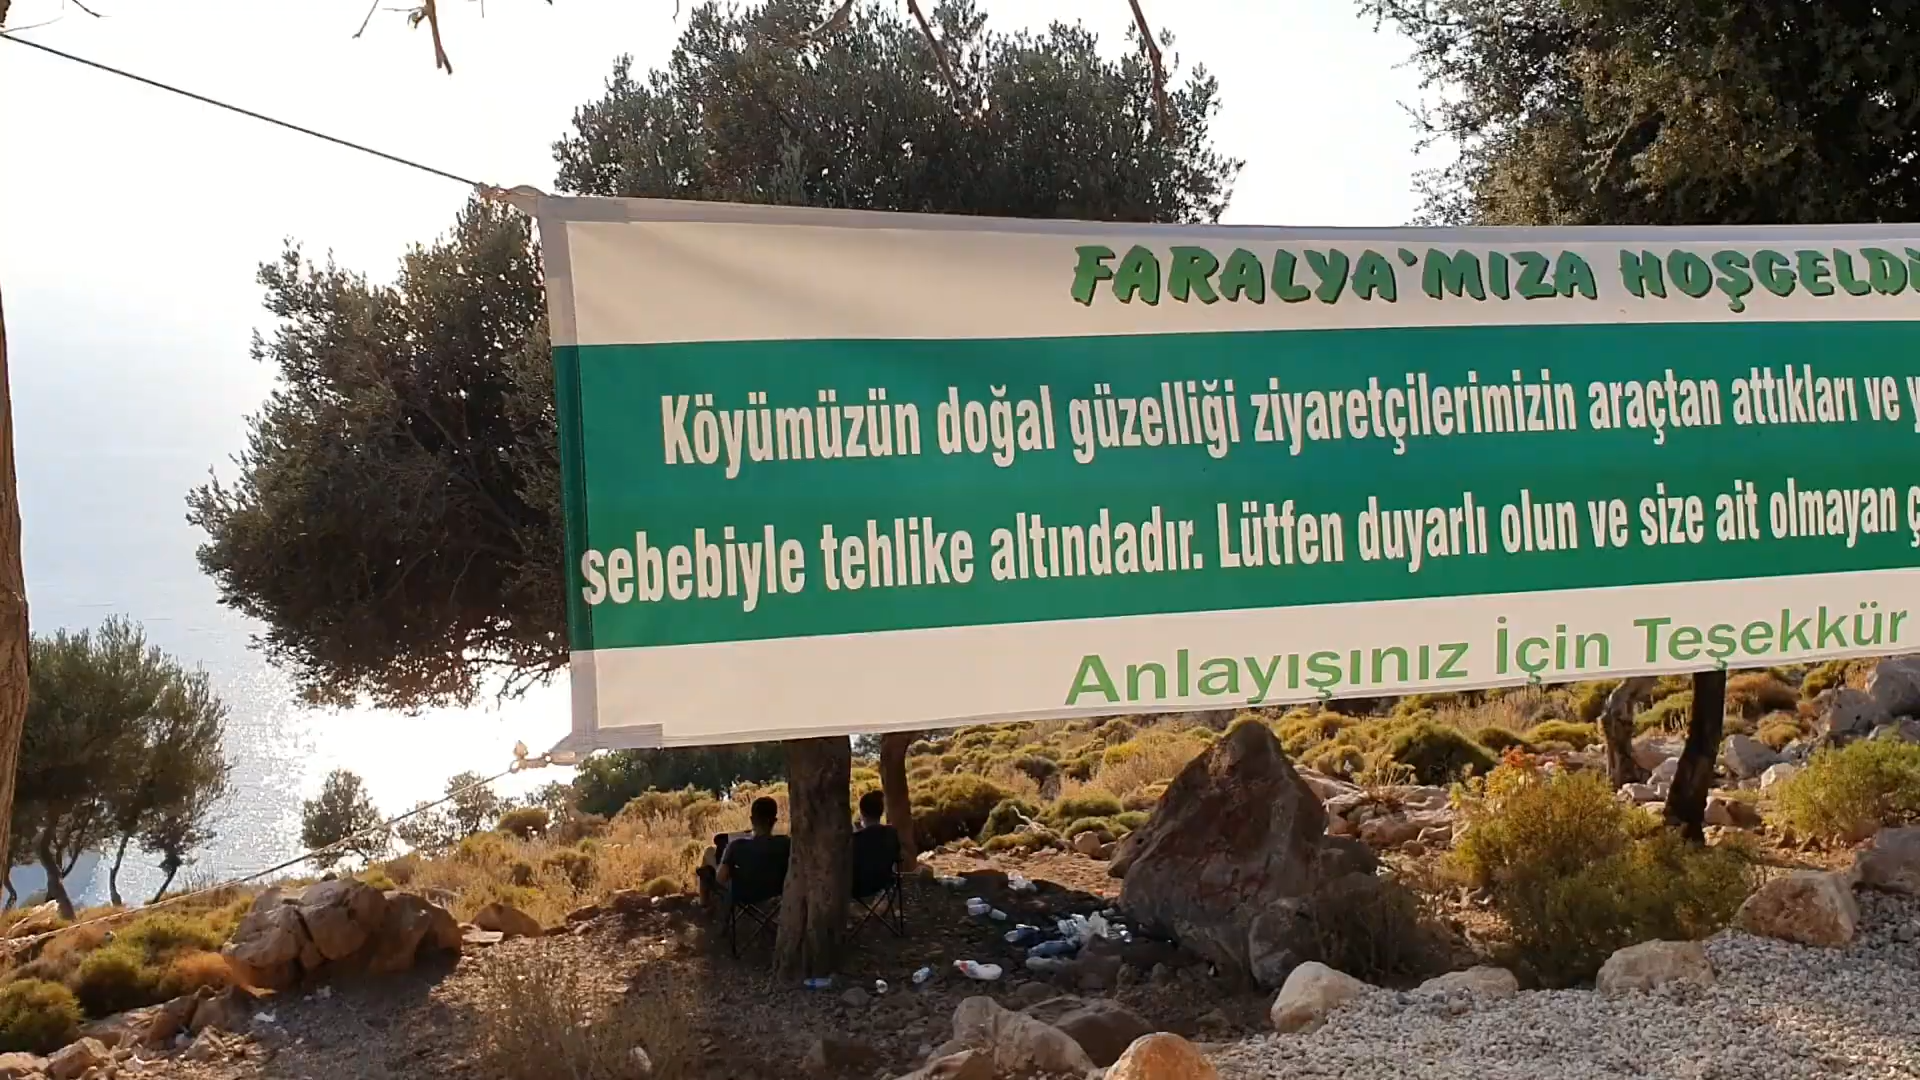 FARALYA'MIZA HOŞGELDİ
Köyümüzün doğal güzelliği ziyaretçilerimizin araçtan attıkları ve
sebebiyle tehlike altındadır. Lütfen duyarlı olun ve size ait olmayan
Anlayışınız İçin Teşekkür